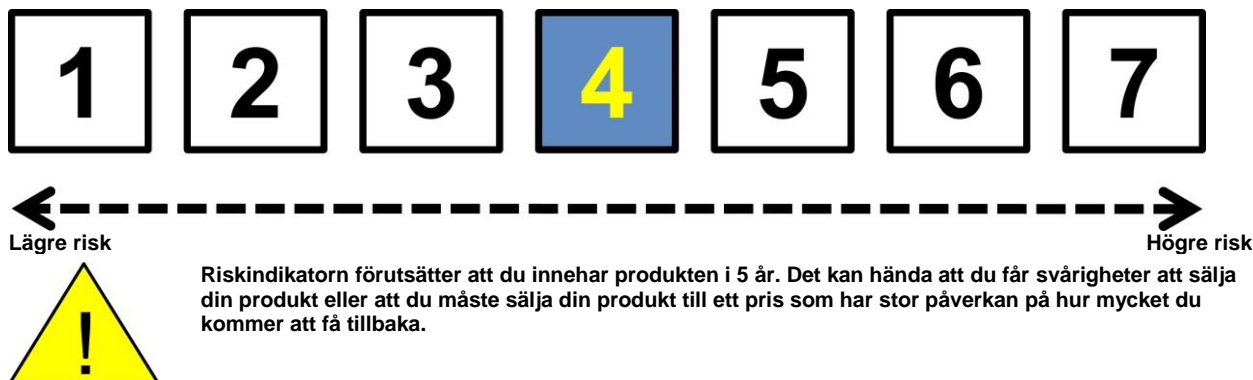 1 2 3 4 5 6 7
Lägre risk Högre risk
Riskindikatorn förutsätter att du innehar produkten i 5 år. Det kan hända att du får svårigheter att sälja
din produkt eller att du måste sälja din produkt till ett pris som har stor påverkan på hur mycket du
kommer att få tillbaka.
!